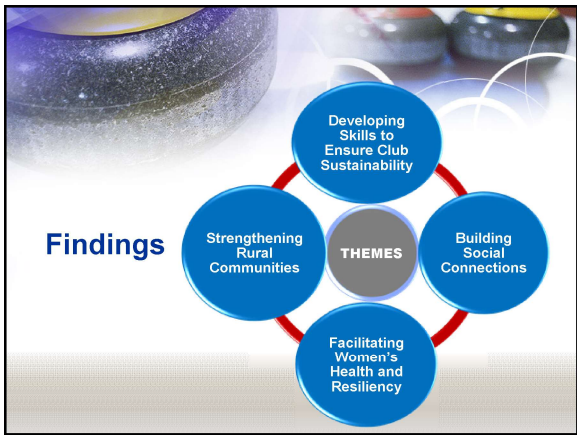 Developing
Skills to
Ensure Club
Sustainability
Findings
Strengthening
Rural
Communities
THEMES
Building
Social
Connections
Facilitating
Women's
Health and
Resiliency